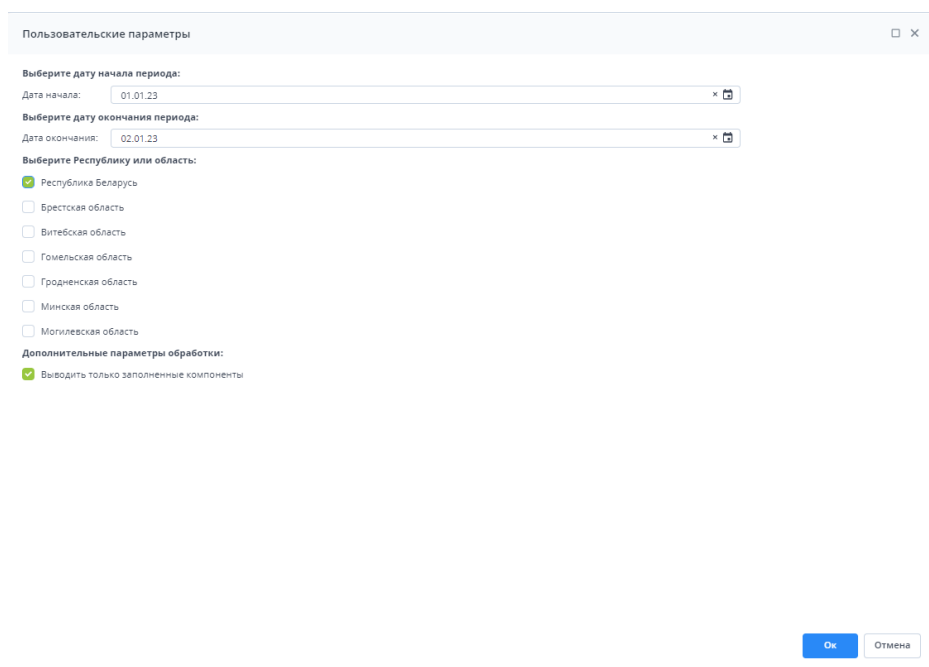 Пользовательские параметры
Выберите дату начала периода:
Дата начала: 01.01.23
Выберите дату окончания периода:
Дата окончания: 02.01.23
Выберите Республику или область:
Республика Беларусь
Брестская область
Витебская область
Гомельская область
Гродненская область
Минская область
Могилевская область
Дополнительные параметры обработки:
Выводить только заполненные компоненты
Ок Отмена